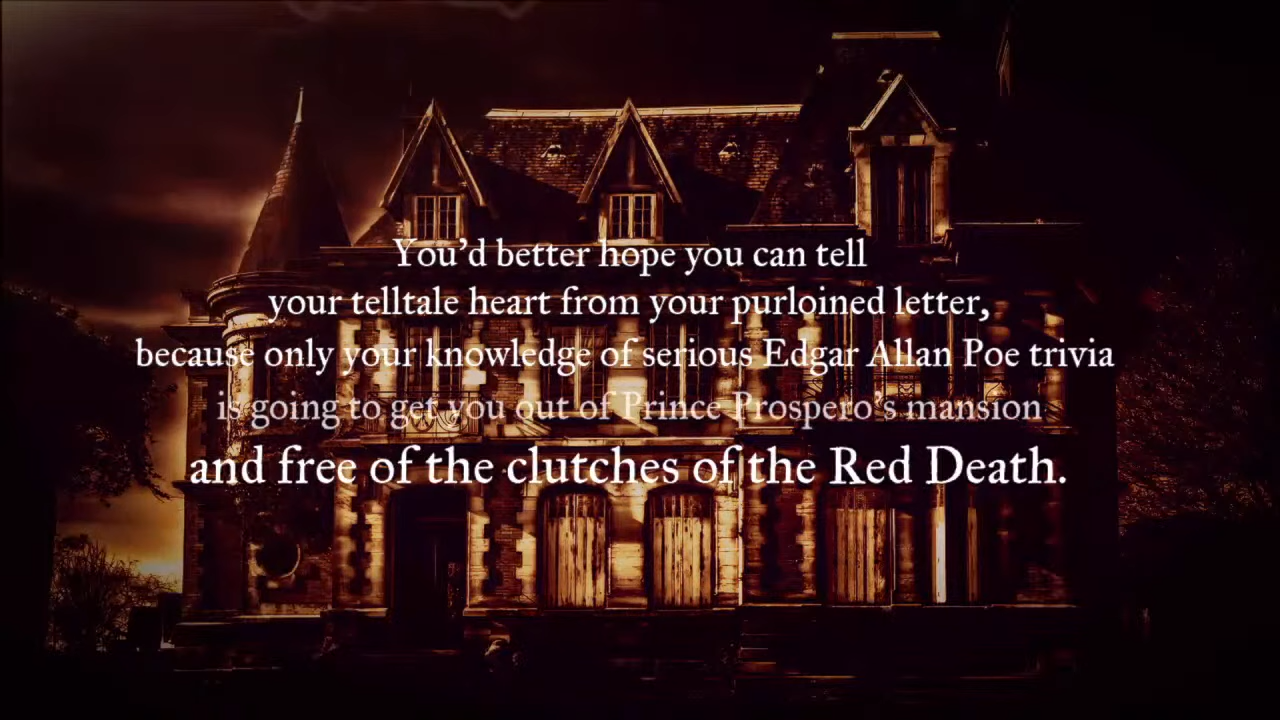 You’d better hope you can tell
your telltale heart from your purloined letter,
because only your knowledge of serious Edgar Allan Poe trivia
is going to get you out of Prince Prospero’s mansion
and free of the clutches of the Red Death.